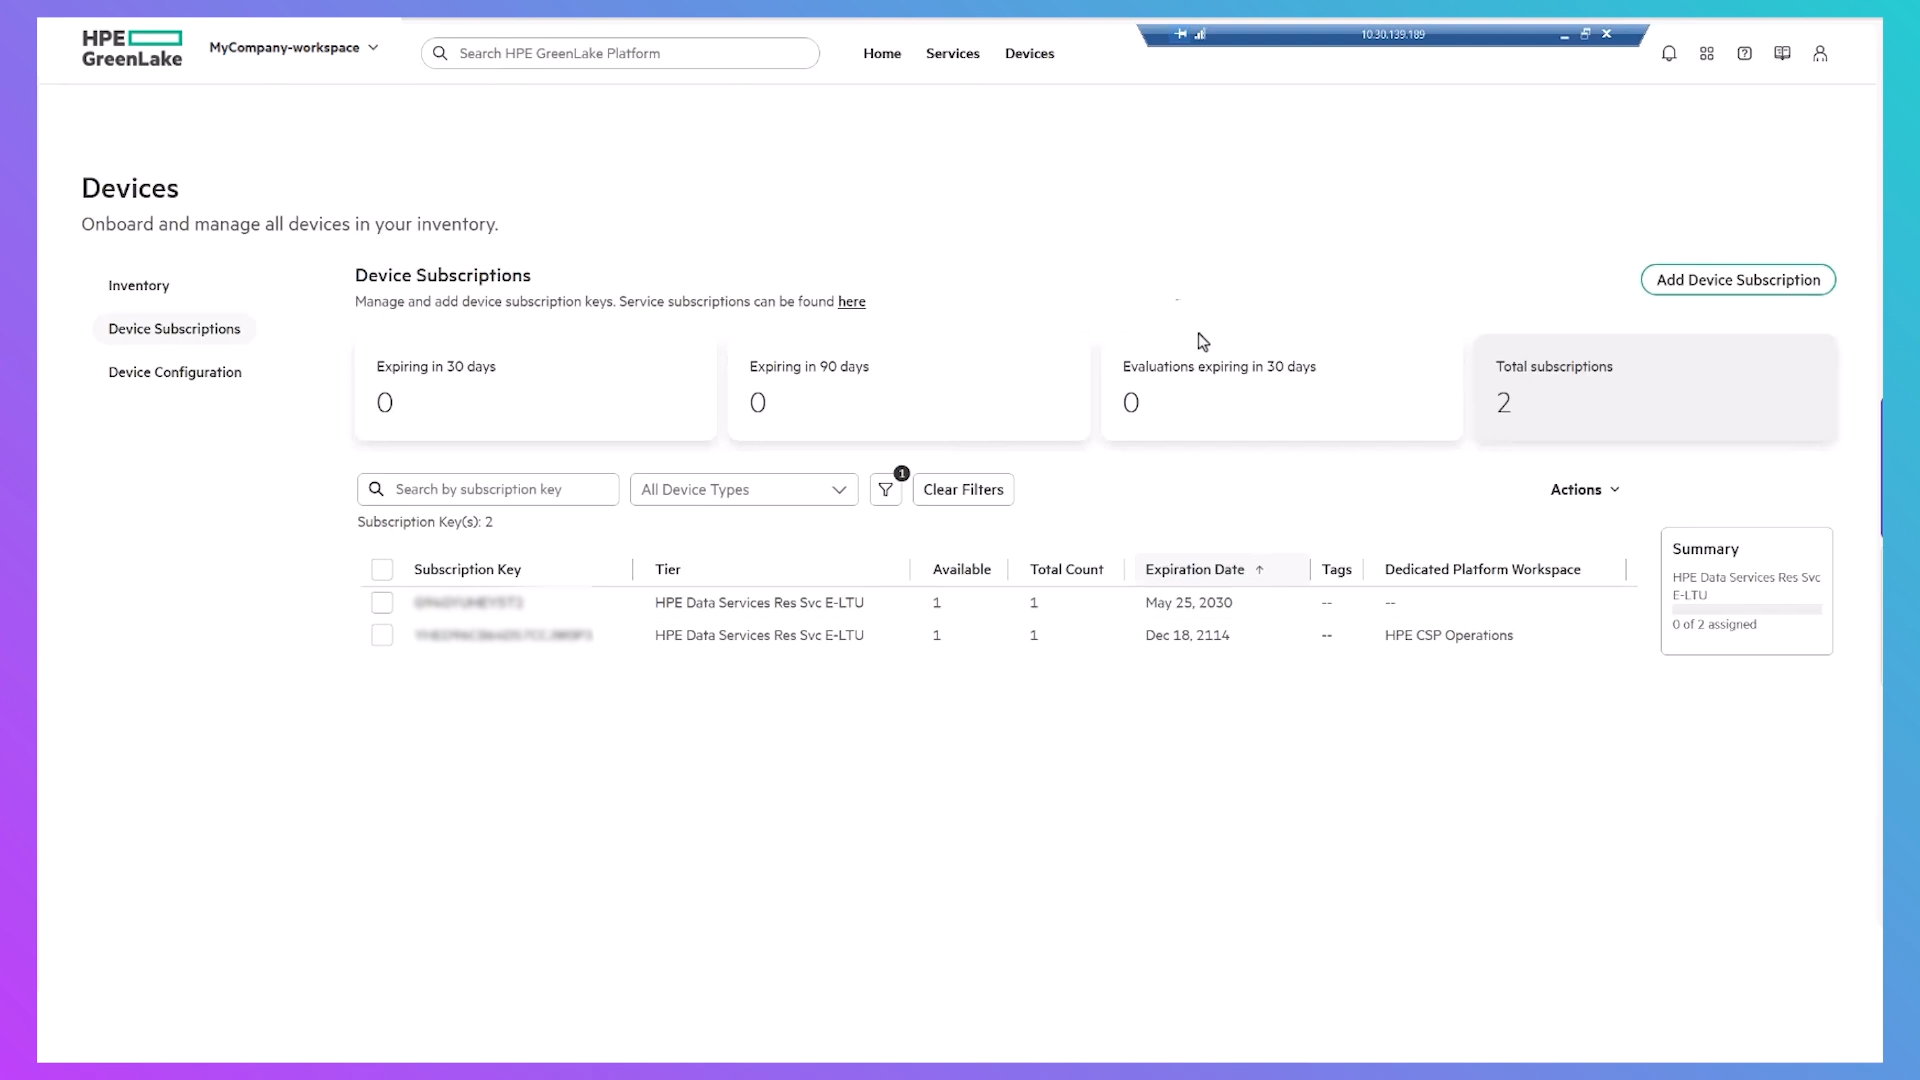 HPE
GreenLake
MyCompany-workspace
Search HPE GreenLake Platform
Home
Services
Devices
10.30.139.189
Devices
Onboard and manage all devices in your inventory.
Inventory
Device Subscriptions
Device Configuration
Device Subscriptions
Manage and add device subscription keys. Service subscriptions can be found here
Add Device Subscription
Expiring in 30 days
0
Expiring in 90 days
0
Evaluations expiring in 30 days
0
Total subscriptions
2
Search by subscription key
All Device Types
1
Clear Filters
Actions
Subscription Key(s): 2
Subscription Key Tier Available Total Count Expiration Date Tags Dedicated Platform Workspace
HPE Data Services Res Svc E-LTU 1 1 May 25, 2030 -- --
HPE Data Services Res Svc E-LTU 1 1 Dec 18, 2114 -- HPE CSP Operations
Summary
HPE Data Services Res Svc
E-LTU
0 of 2 assigned